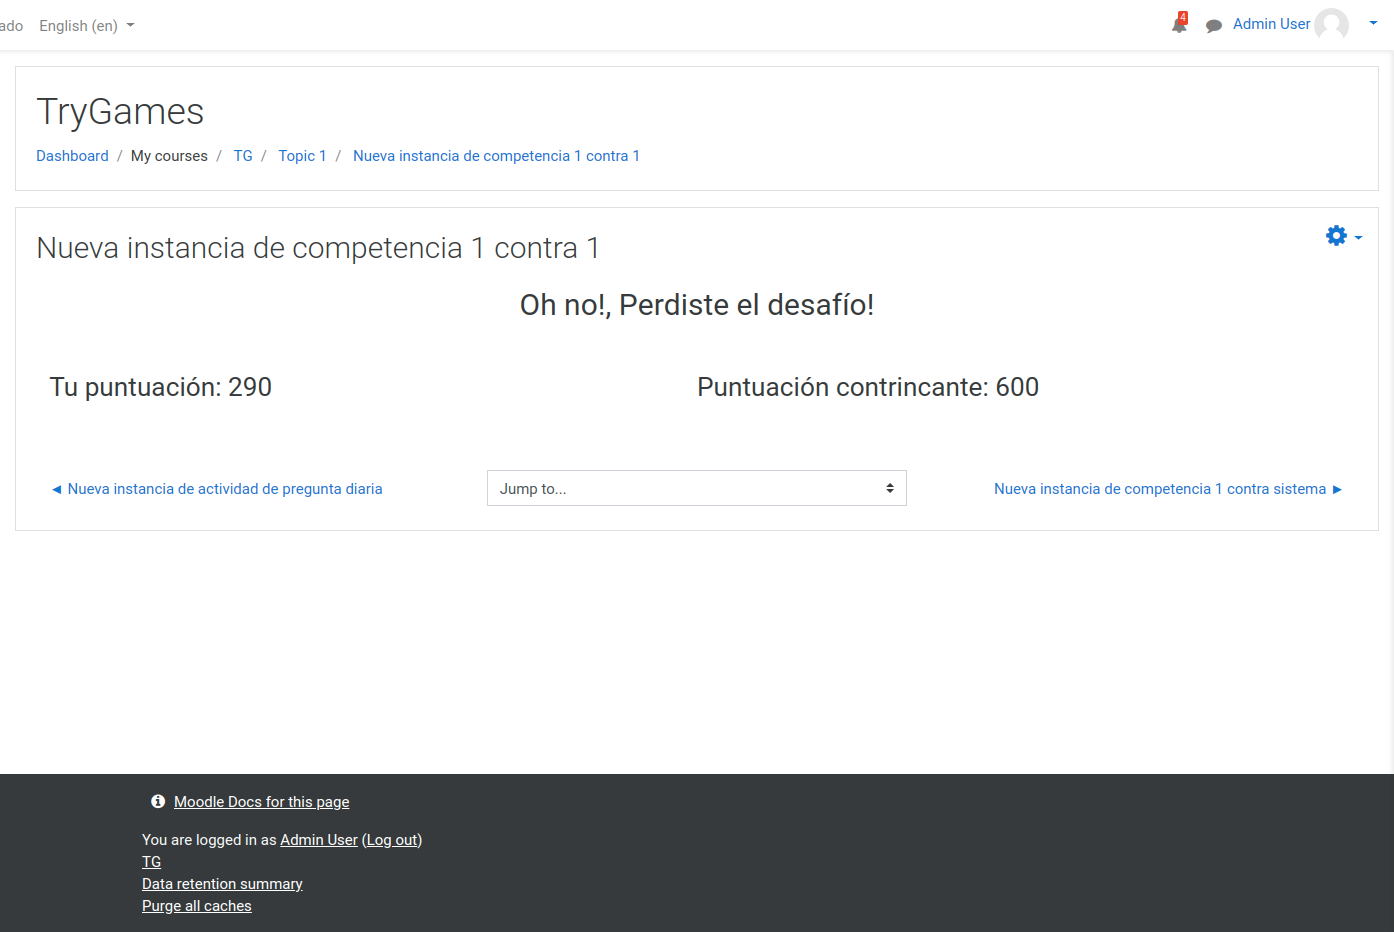 ado English (en) 4 Admin User
TryGames
Dashboard / My courses / TG / Topic 1 / Nueva instancia de competencia 1 contra 1
Nueva instancia de competencia 1 contra 1
Oh no!, Perdiste el desafío!
Tu puntuación: 290 Puntuación contrincante: 600
◄ Nueva instancia de actividad de pregunta diaria Jump to... Nueva instancia de competencia 1 contra sistema ►
Moodle Docs for this page
You are logged in as Admin User (Log out)
TG
Data retention summary
Purge all caches